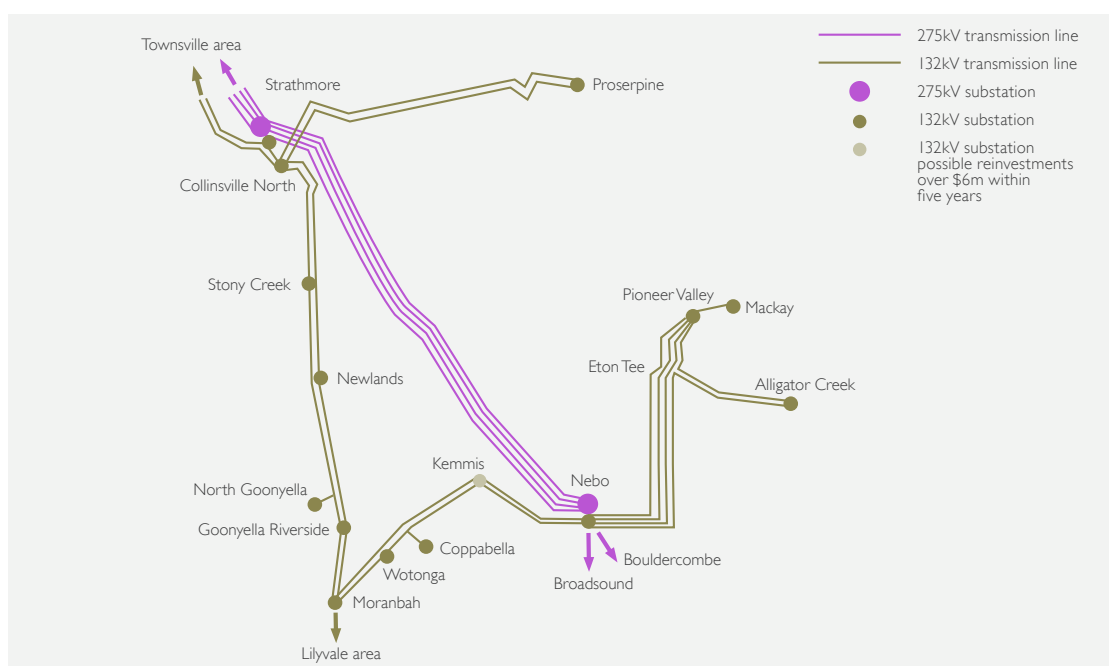 Townsville area
275kV transmission line
132kV transmission line
Strathmore
Proserpine
275kV substation
132kV substation
132kV substation
possible reinvestments
over $6m within
five years
Collinsville North
Stony Creek
Pioneer Valley
Mackay
Eton Tee
Newlands
Alligator Creek
Kemmis
Nebo
North Goonyella
Goonyella Riverside
Coppabella
Bouldercombe
Wotonga
Broadsound
Moranbah
Lilyvale area